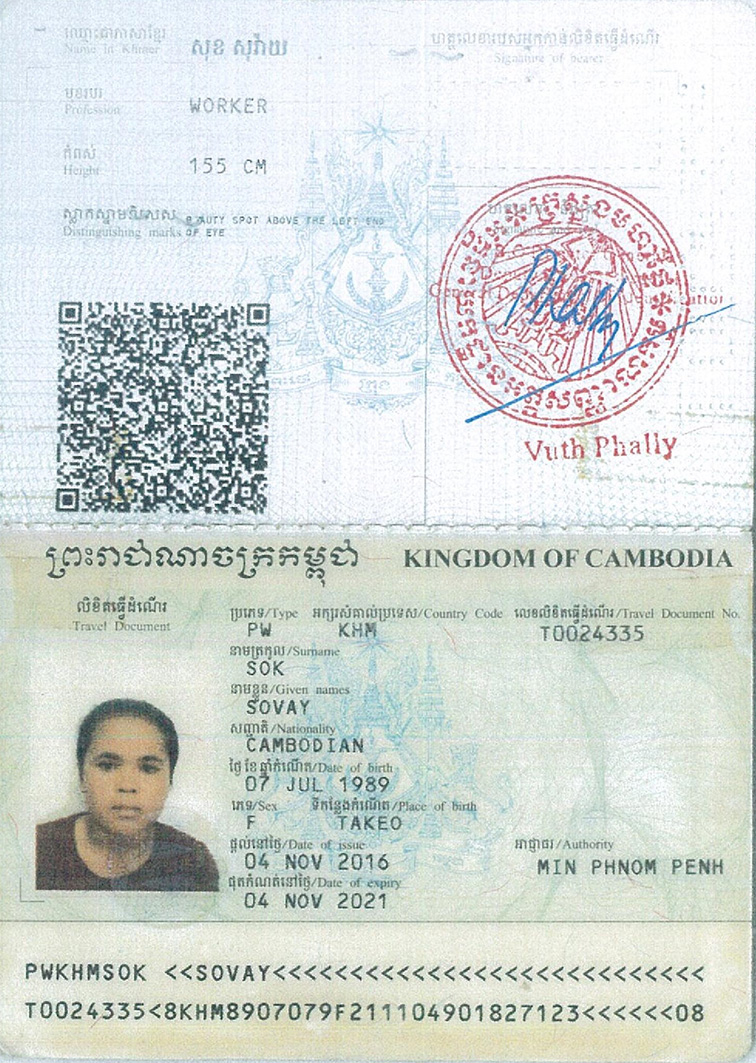 ឈ្មោះជាភាសាខ្មែរ
Name in Khmer
សុខ សុវ៉ាយ
ហត្ថលេខារបស់អ្នកកាន់លិខិតធ្វើដំណើរ
Signature of bearer
មុខរបរ
Profession
WORKER
កំពស់
Height
155 CM
ស្លាកស្នាមពិសេស
Distinguishing marks
BEAUTY SPOT ABOVE THE LEFT END
OF EYE
Vuth Phally
ព្រះរាជាណាចក្រកម្ពុជា KINGDOM OF CAMBODIA
លិខិតធ្វើដំណើរ
Travel Document
ប្រភេទ/Type អក្សរសំគាល់ប្រទេស/Country Code លេខលិខិតធ្វើដំណើរ/Travel Document No.
PW KHM T0024335
នាមត្រកូល/Surname
SOK
នាមខ្លួន/Given names
SOVAY
សញ្ជាតិ/Nationality
CAMBODIAN
ថ្ងៃ ខែ ឆ្នាំកំណើត/Date of birth
07 JUL 1989
ភេទ/Sex ទីកន្លែងកំណើត/Place of birth
F TAKEO
ផ្តល់នៅថ្ងៃ/Date of issue អាជ្ញាធរ/Authority
04 NOV 2016 MIN PHNOM PENH
ផុតកំណត់នៅថ្ងៃ/Date of expiry
04 NOV 2021
PWKHMSOK <<SOVAY<<<<<<<<<<<<<<<<<<<<<<<<<<<<
T0024335<8KHM8907079F2111104901827123<<<<<<08